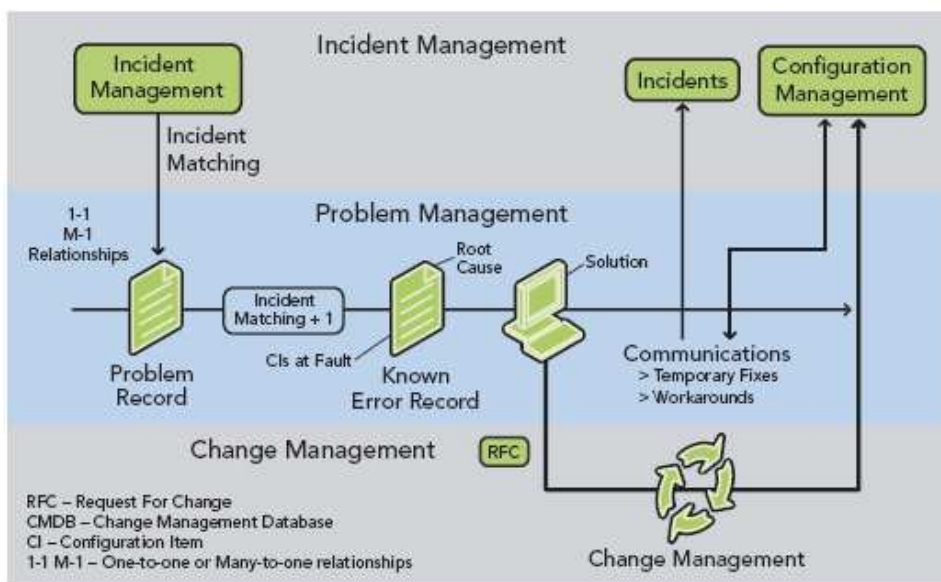 Incident Management
Incident
Management
Incidents
Configuration
Management
Incident
Matching
1-1
M-1
Relationships
Problem Management
Root
Cause
Solution
Incident
Matching + 1
CIs at Fault
Problem
Record
Known
Error Record
Communications
> Temporary Fixes
> Workarounds
Change Management
RFC
RFC – Request For Change
CMDB – Change Management Database
CI – Configuration Item
1-1 M-1 – One-to-one or Many-to-one relationships
Change Management